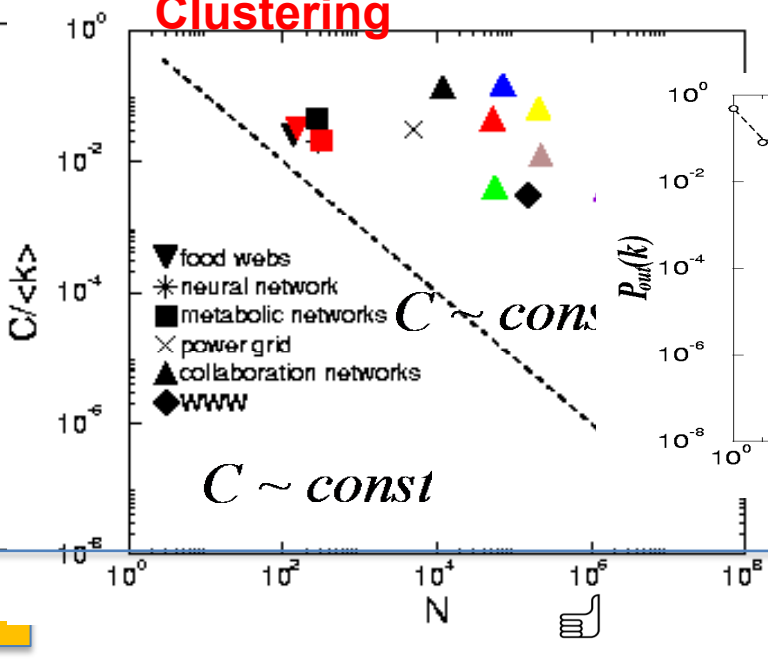 Clustering
10⁰
10⁻²
10⁻⁴
10⁻⁶
10⁻⁸
C/<k>
food webs
neural network
metabolic networks
power grid
collaboration networks
WWW
C ~ cons
C ~ const
10⁰ 10² 10⁴ 10⁶ 10⁸
N
10⁰
10⁻²
10⁻⁴
10⁻⁶
10⁻⁸
P_out(k)
10⁰